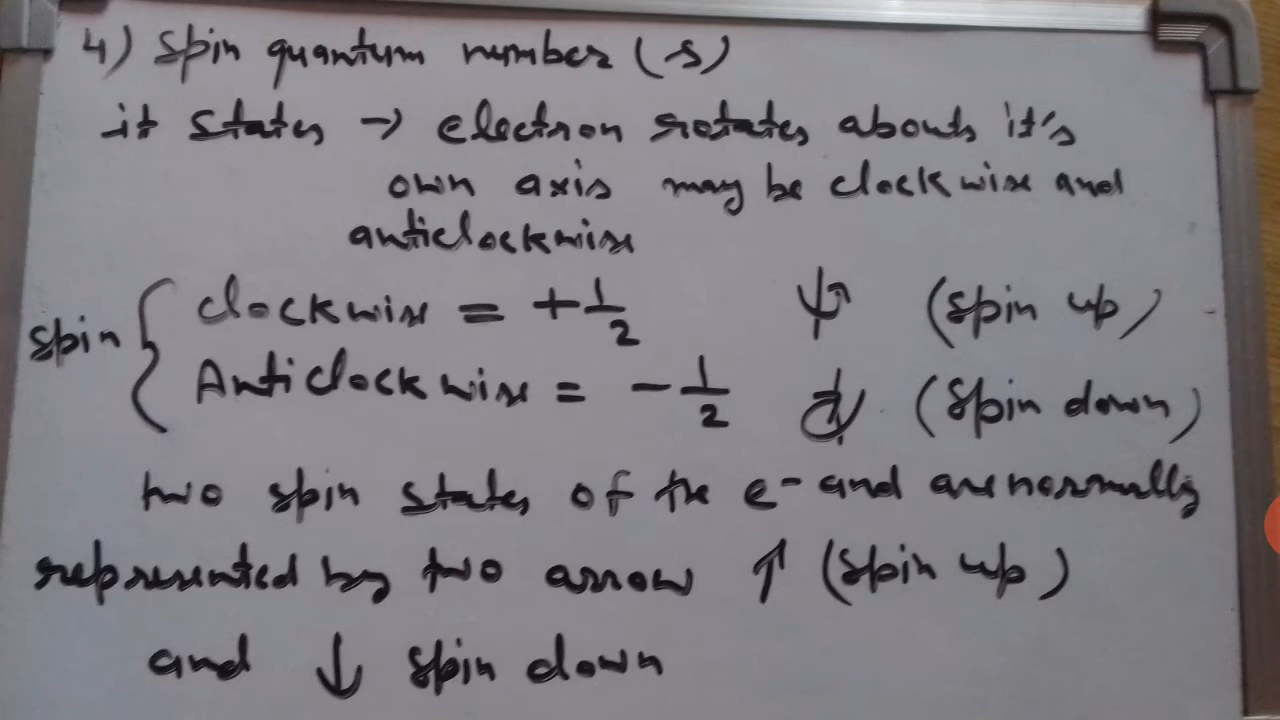 4) Spin quantum number (s)
it states → electron rotates about it's
own axis may be clockwise and
anticlockwise
spin { clockwise = +1/2 (spin up)
Anticlockwise = -1/2 (spin down)
two spin states of the e- and are normally
represented by two arrow ↑ (spin up)
and ↓ spin down